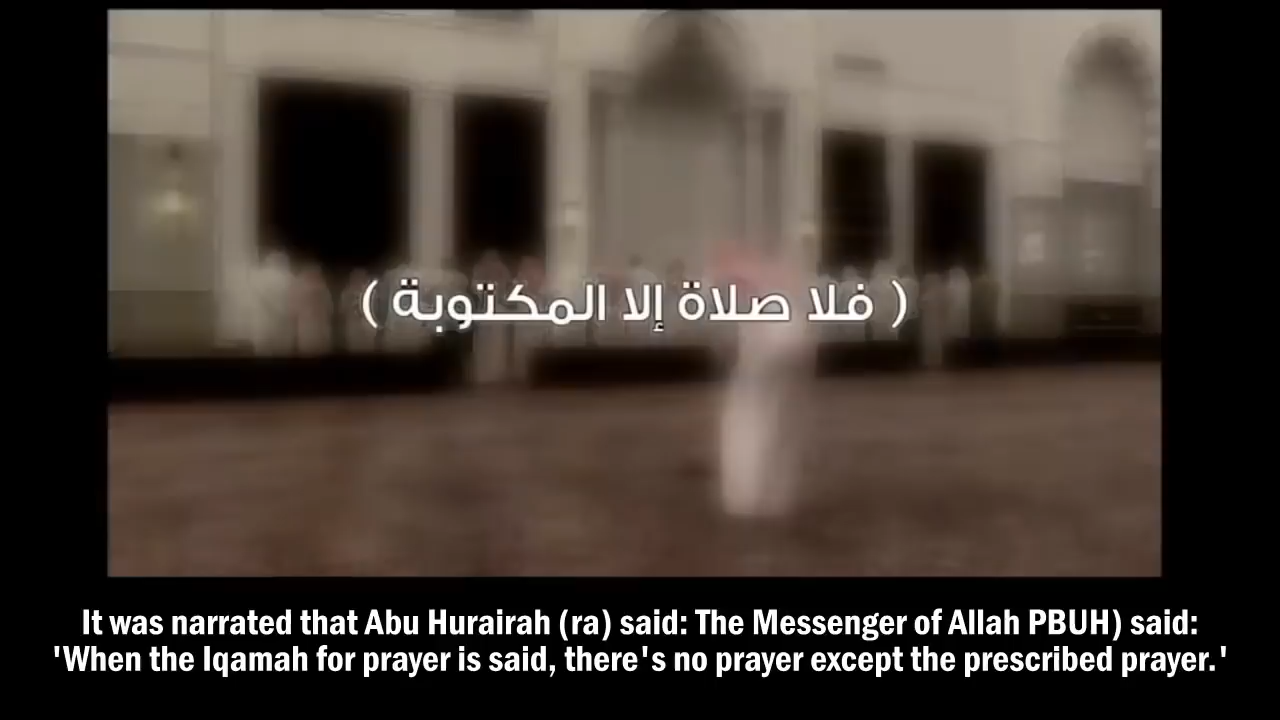 ( فلا صلاة إلا المكتوبة )
It was narrated that Abu Hurairah (ra) said: The Messenger of Allah PBUH) said:
'When the Iqamah for prayer is said, there's no prayer except the prescribed prayer.'